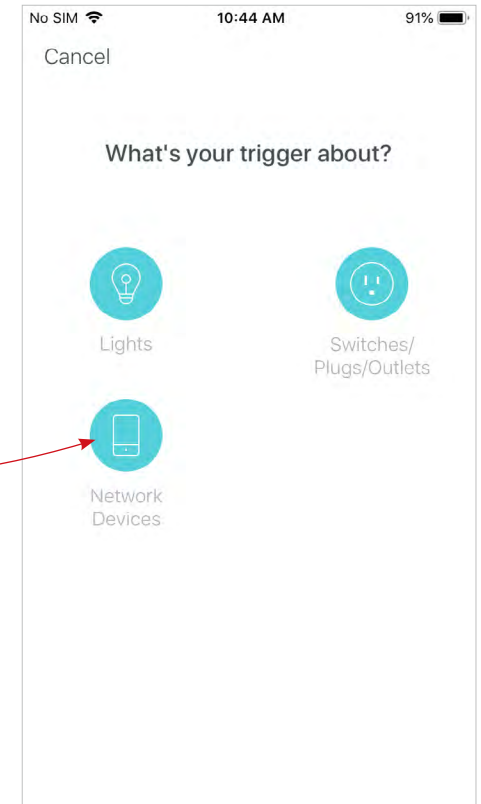 No SIM 10:44 AM 91%
Cancel
What's your trigger about?
Lights
Switches/
Plugs/Outlets
Network
Devices